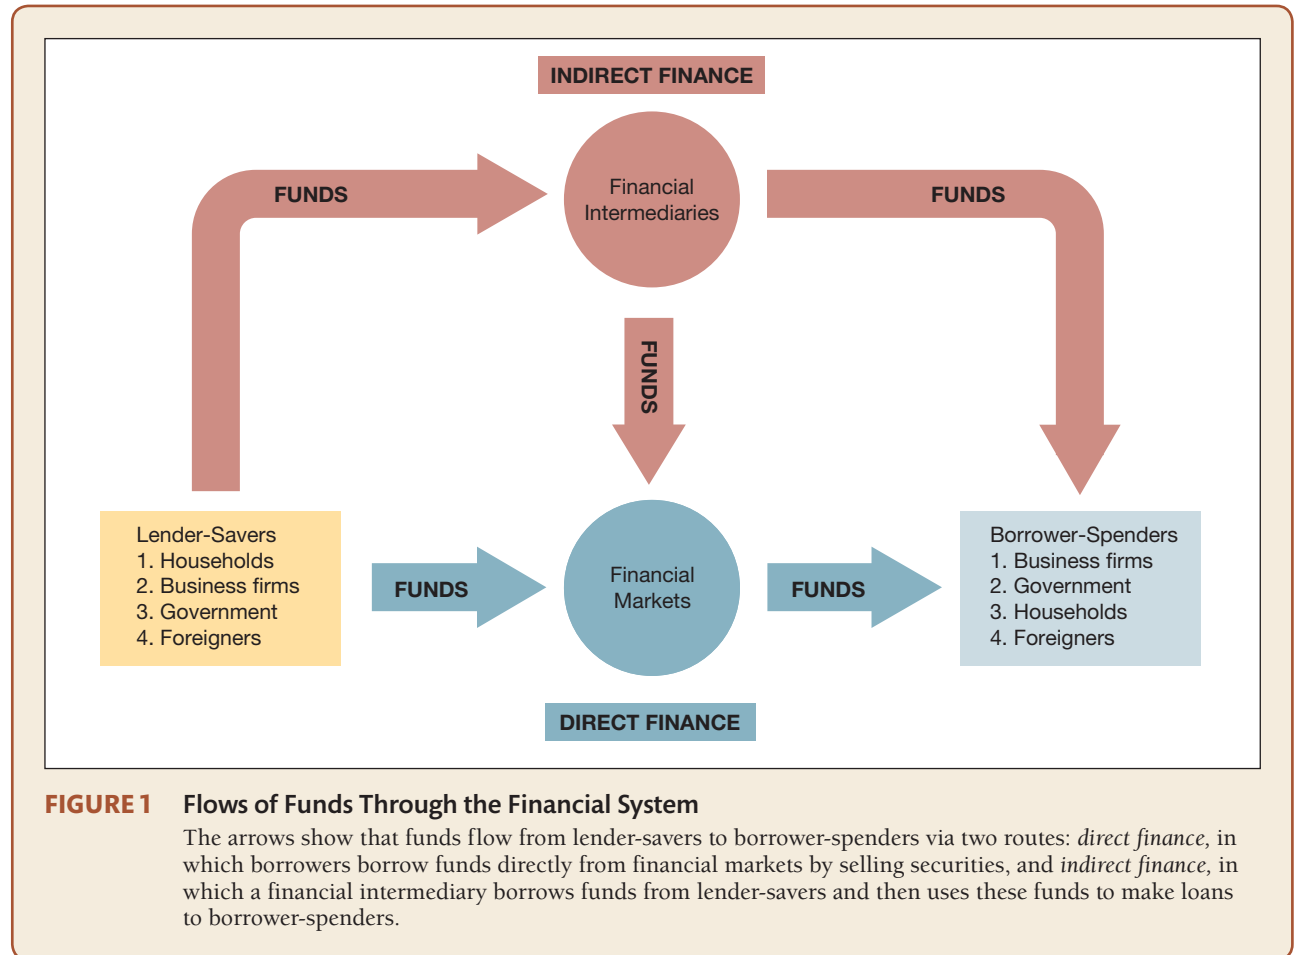 INDIRECT FINANCE
FUNDS
Financial
Intermediaries
FUNDS
FUNDS
Lender-Savers
1. Households
2. Business firms
3. Government
4. Foreigners
FUNDS
Financial
Markets
FUNDS
Borrower-Spenders
1. Business firms
2. Government
3. Households
4. Foreigners
DIRECT FINANCE
FIGURE 1 Flows of Funds Through the Financial System
The arrows show that funds flow from lender-savers to borrower-spenders via two routes: direct finance, in
which borrowers borrow funds directly from financial markets by selling securities, and indirect finance, in
which a financial intermediary borrows funds from lender-savers and then uses these funds to make loans
to borrower-spenders.